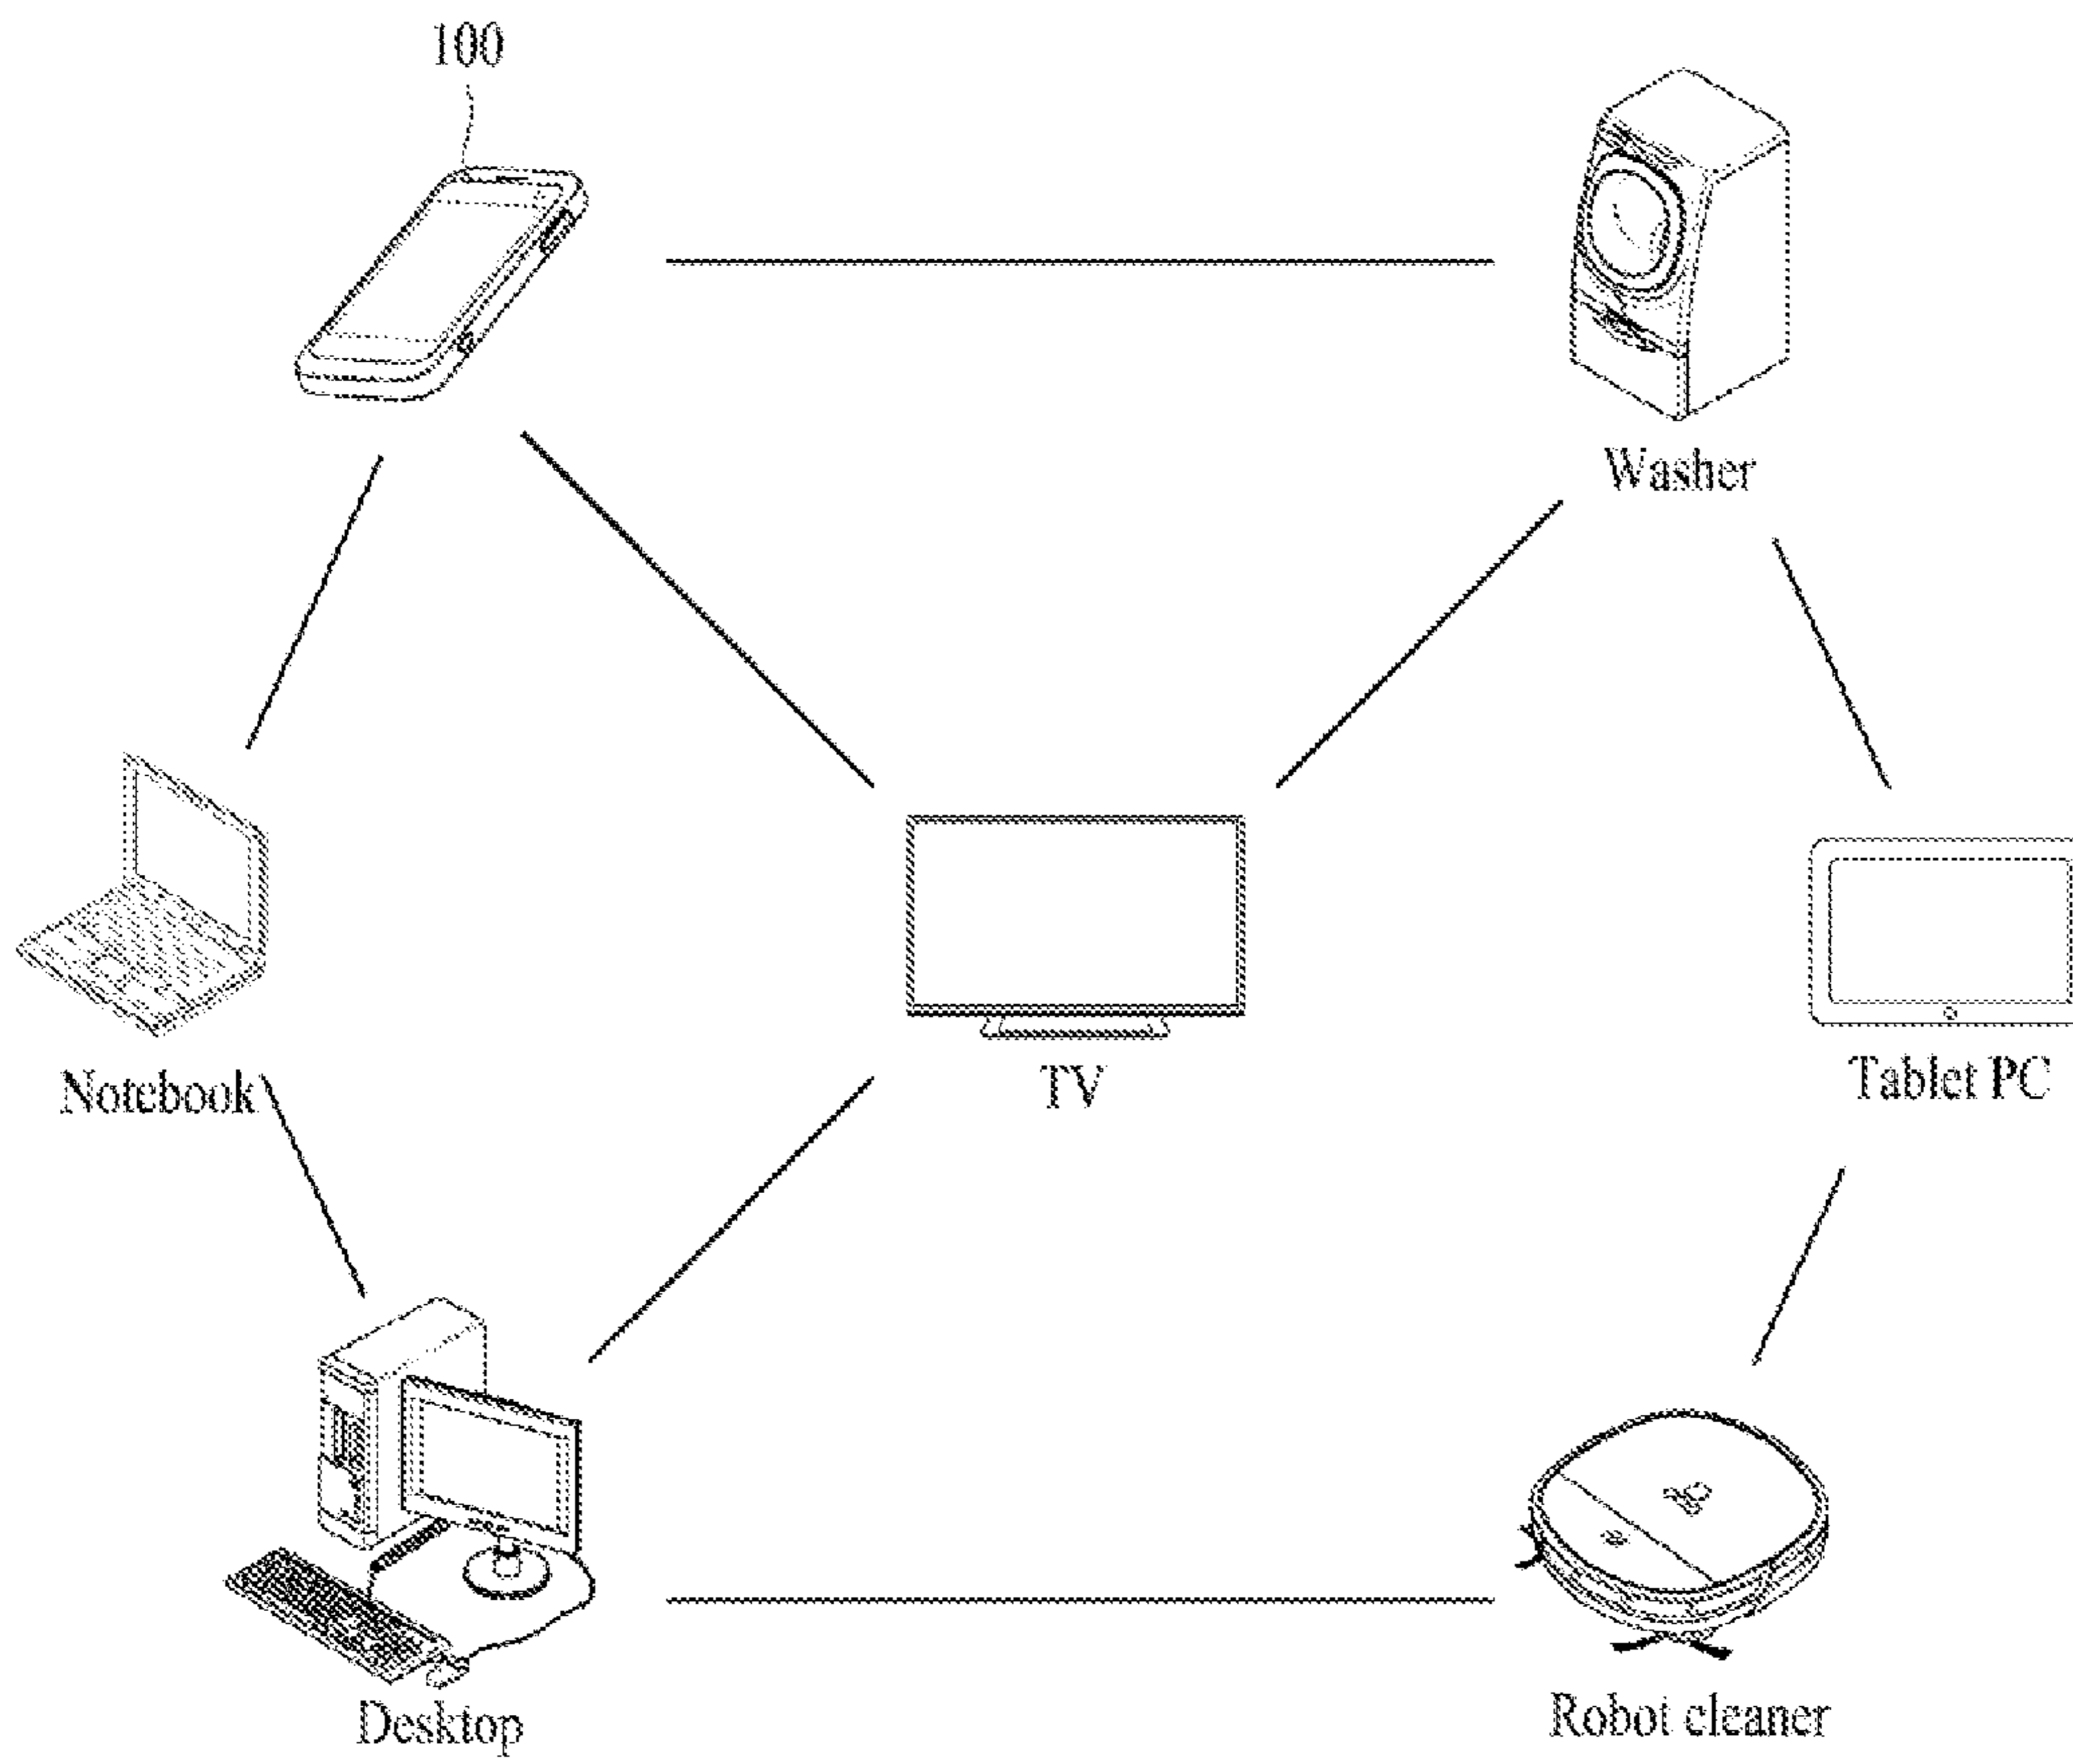 100
Washer
Notebook
TV
Tablet PC
Desktop
Robot cleaner